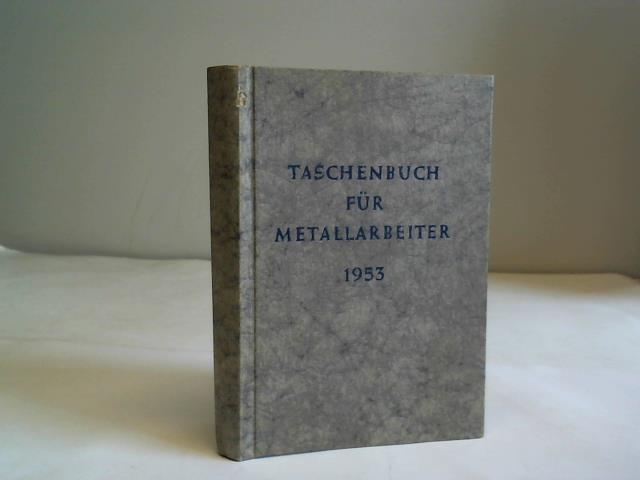 TASCHENBUCH
FÜR
METALLARBEITER
1953